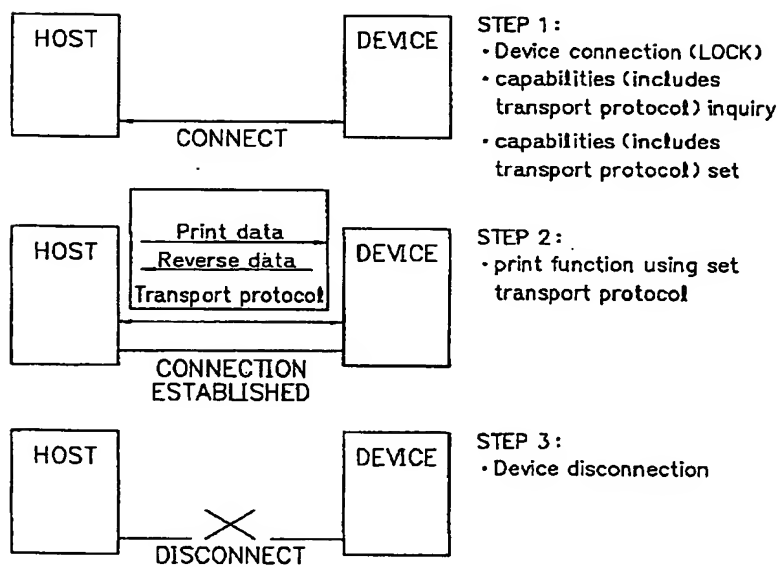 HOST
DEVICE
CONNECT
STEP 1:
· Device connection (LOCK)
· capabilities (includes
transport protocol) inquiry
· capabilities (includes
transport protocol) set
HOST
Print data
Reverse data
Transport protocol
DEVICE
CONNECTION
ESTABLISHED
STEP 2:
· print function using set
transport protocol
HOST
DEVICE
DISCONNECT
STEP 3:
· Device disconnection